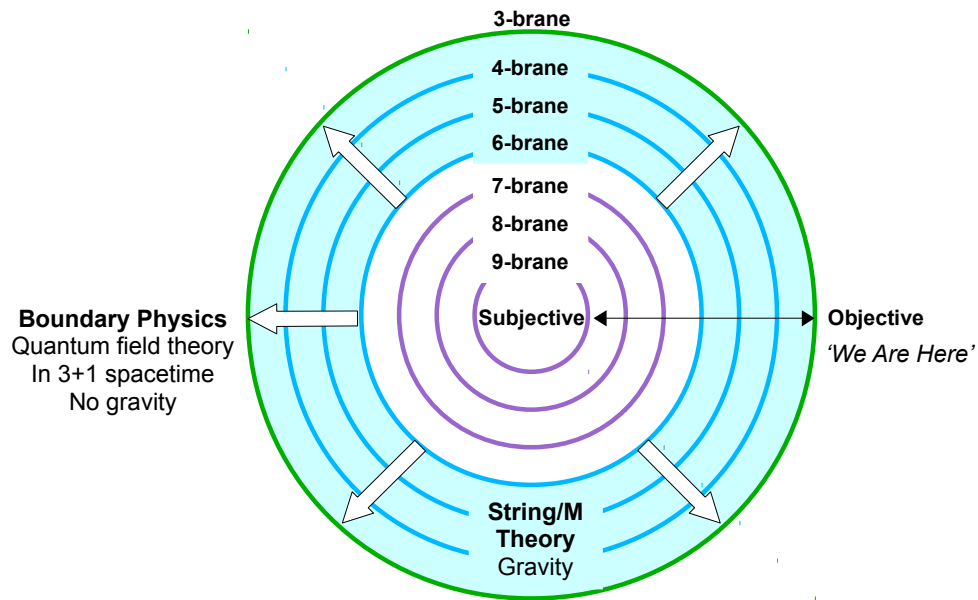 3-brane
4-brane
5-brane
6-brane
7-brane
8-brane
9-brane
Subjective
Objective
‘We Are Here’
Boundary Physics
Quantum field theory
In 3+1 spacetime
No gravity
String/M
Theory
Gravity